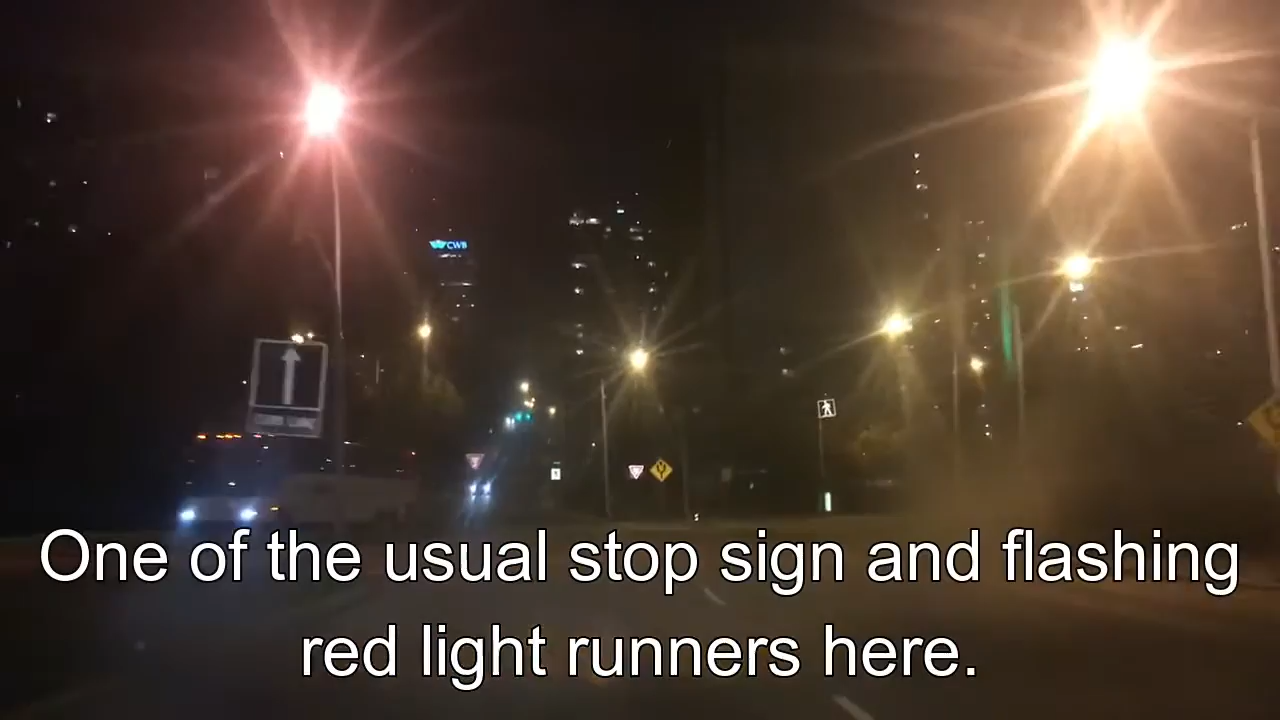 CWB
One of the usual stop sign and flashing
red light runners here.